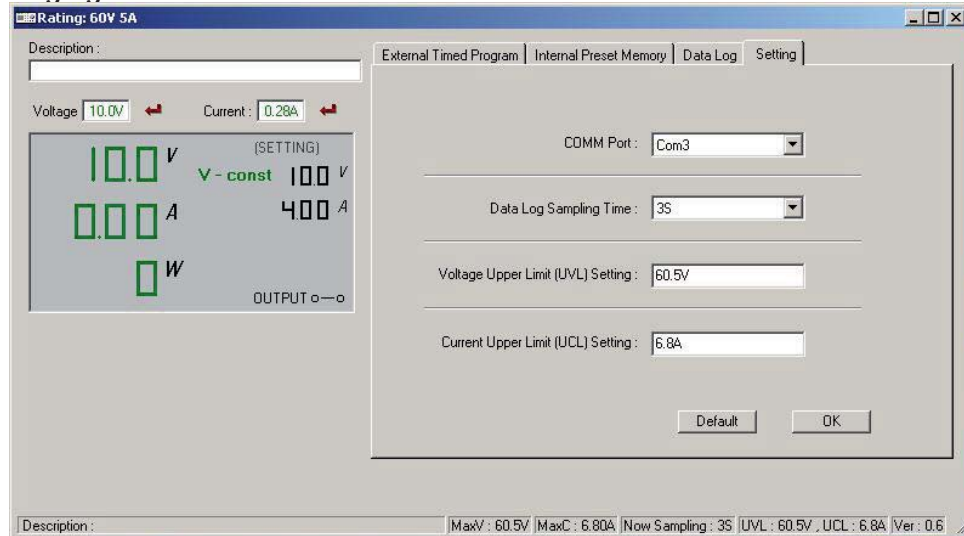 Rating: 60V 5A
Description :
External Timed Program Internal Preset Memory Data Log Setting
Voltage 10.0V Current : 0.28A
10.0 V
(SETTING)
V - const 10.0 V
0.00 A
4.00 A
0 W
OUTPUT
COMM Port : Com3
Data Log Sampling Time : 3S
Voltage Upper Limit (UVL) Setting : 60.5V
Current Upper Limit (UCL) Setting : 6.8A
Default OK
Description : MaxV : 60.5V MaxC : 6.80A Now Sampling : 3S UVL : 60.5V , UCL : 6.8A Ver : 0.6